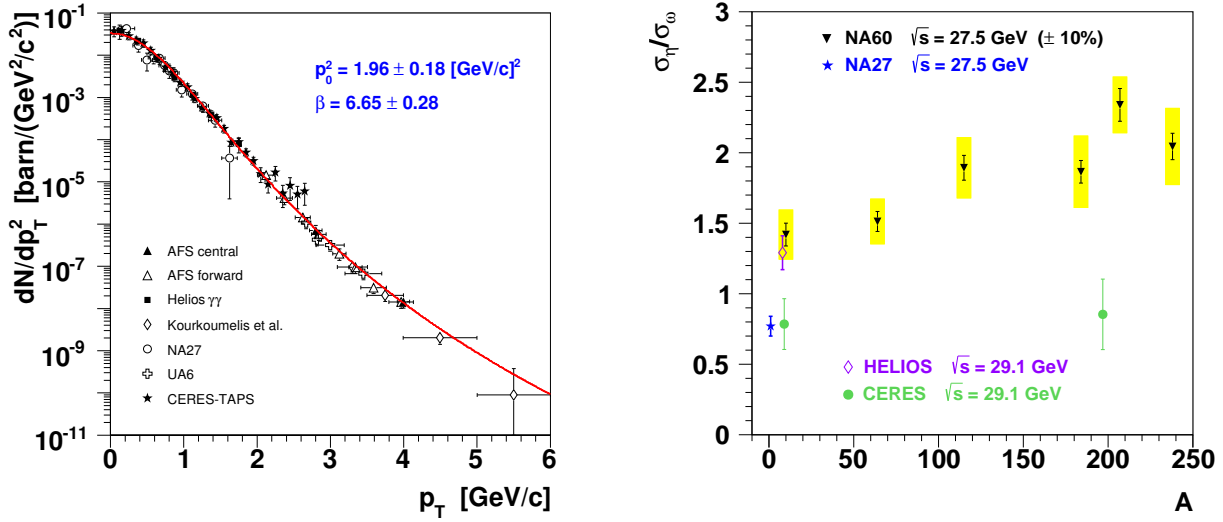 dN/dp_T^2 [barn/(GeV^2/c^2)]
10^-1
10^-3
10^-5
10^-7
10^-9
10^-11
p_0^2 = 1.96 ± 0.18 [GeV/c]^2
β = 6.65 ± 0.28
AFS central
AFS forward
Helios γγ
Kourkoumelis et al.
NA27
UA6
CERES-TAPS
0 1 2 3 4 5 6
p_T [GeV/c]
σ_η/σ_ω
3
2.5
2
1.5
1
0.5
0
NA60 √s = 27.5 GeV (± 10%)
NA27 √s = 27.5 GeV
HELIOS √s = 29.1 GeV
CERES √s = 29.1 GeV
0 50 100 150 200 250
A